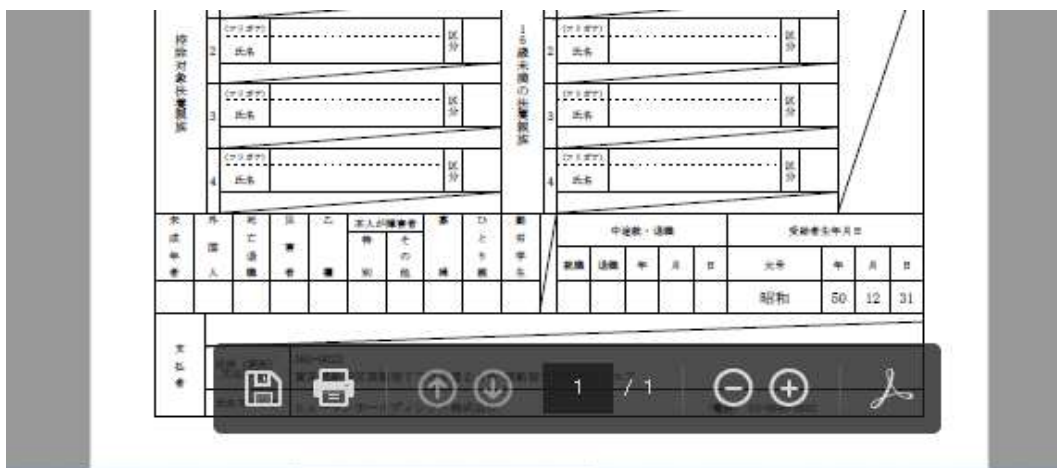 控除対象扶養親族
2
(フリガナ)
氏名
区分
3
(フリガナ)
氏名
区分
4
(フリガナ)
氏名
区分
16歳未満の扶養親族
2
(フリガナ)
氏名
区分
3
(フリガナ)
氏名
区分
4
(フリガナ)
氏名
区分
未成年者
外国人
死亡退職
災害者
乙欄
本人が障害者
特別
その他
寡婦
ひとり親
勤労学生
中途就・退職
就職 退職 年 月 日
受給者生年月日
元号 年 月 日
昭和 50 12 31
支払者
1 / 1